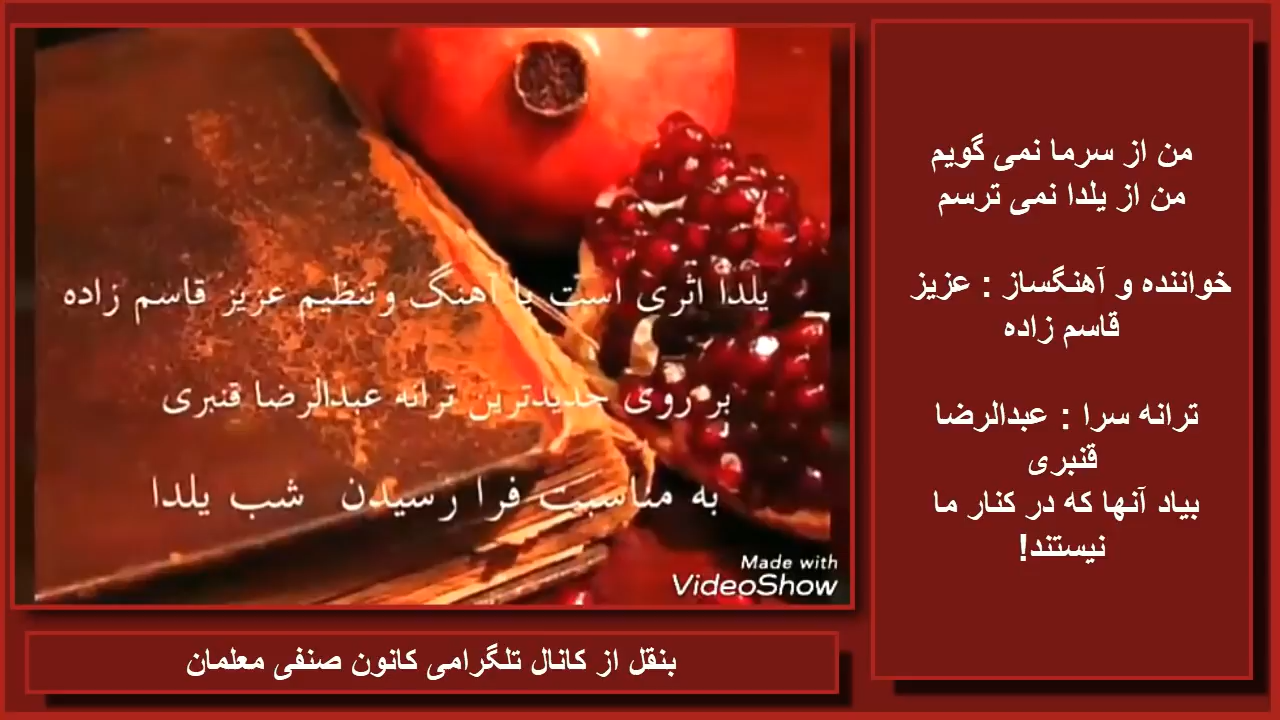 یلدا اثری است با آهنگ وتنظیم عزیز قاسم زاده
بر روی جدیدترین ترانه عبدالرضا قنبری
به مناسبت فرا رسیدن شب یلدا
Made with
VideoShow
من از سرما نمی گویم
من از یلدا نمی ترسم
خواننده و آهنگساز : عزیز
قاسم زاده
ترانه سرا : عبدالرضا
قنبری
بیاد آنها که در کنار ما
نیستند!
بنقل از کانال تلگرامی کانون صنفی معلمان